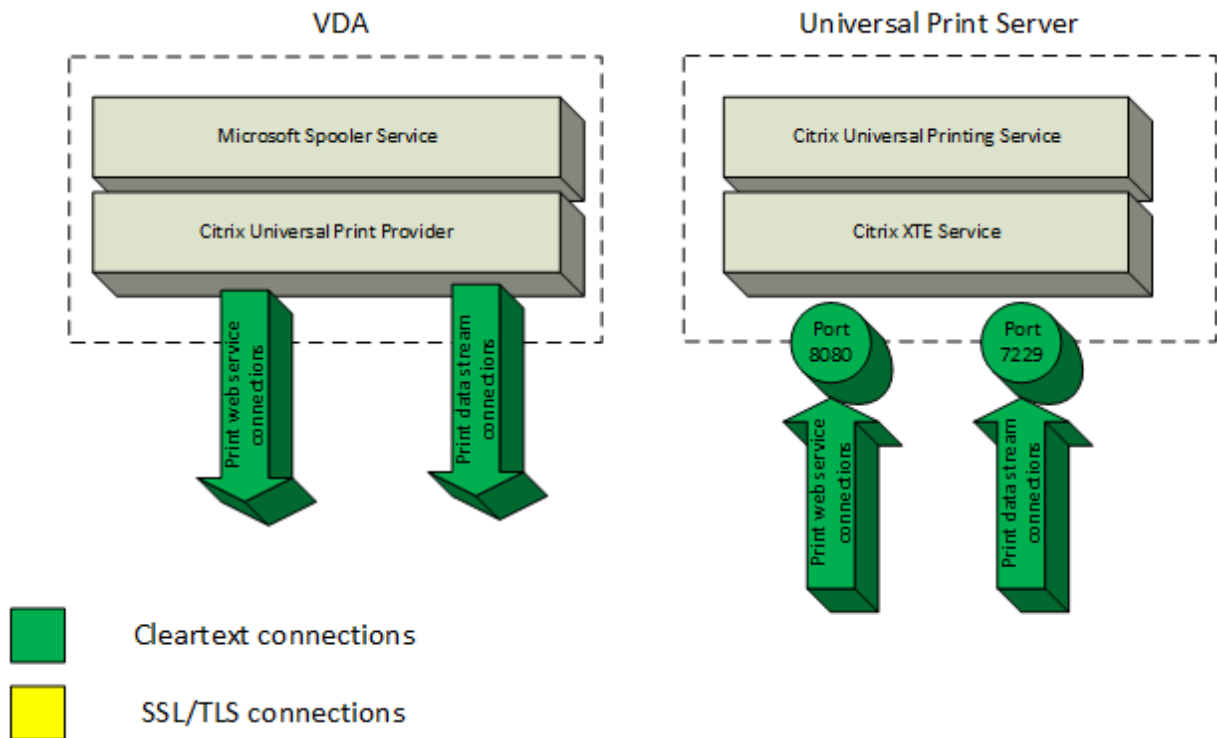 VDA
Universal Print Server
Microsoft Spooler Service
Citrix Universal Print Provider
Citrix Universal Printing Service
Citrix XTE Service
Print web service
connections
Print data stream
connections
Port
8080
Port
7229
Print web service
connections
Print data stream
connections
Cleartext connections
SSL/TLS connections